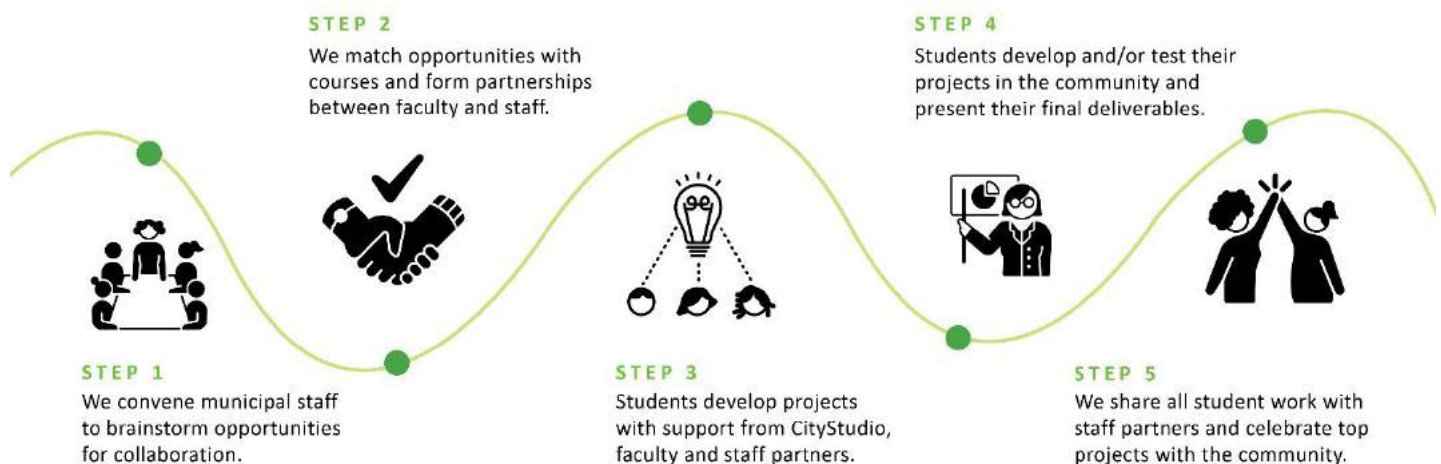 STEP 1
We convene municipal staff
to brainstorm opportunities
for collaboration.
STEP 2
We match opportunities with
courses and form partnerships
between faculty and staff.
STEP 3
Students develop projects
with support from CityStudio,
faculty and staff partners.
STEP 4
Students develop and/or test their
projects in the community and
present their final deliverables.
STEP 5
We share all student work with
staff partners and celebrate top
projects with the community.